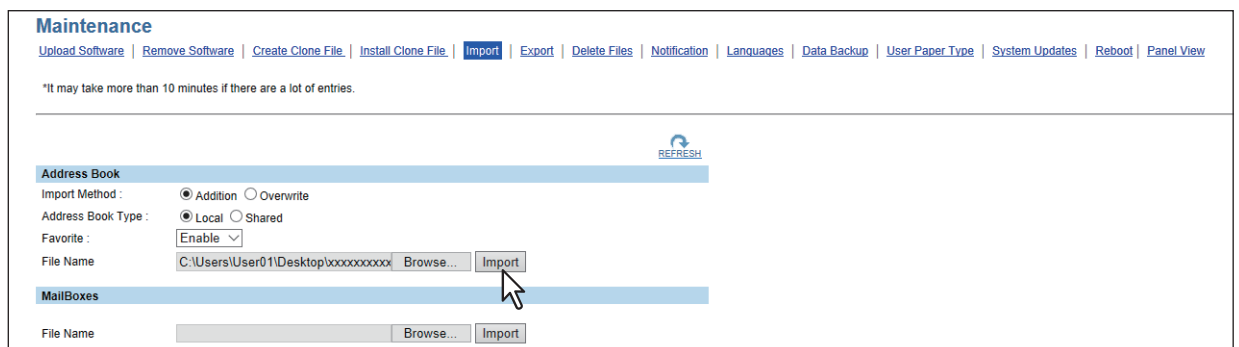 Maintenance
Upload Software | Remove Software | Create Clone File | Install Clone File | Import | Export | Delete Files | Notification | Languages | Data Backup | User Paper Type | System Updates | Reboot | Panel View
*It may take more than 10 minutes if there are a lot of entries.
REFRESH
Address Book
Import Method : Addition Overwrite
Address Book Type : Local Shared
Favorite : Enable
File Name C:\Users\User01\Desktop\xxxxxxxxxx Browse... Import
MailBoxes
File Name Browse... Import